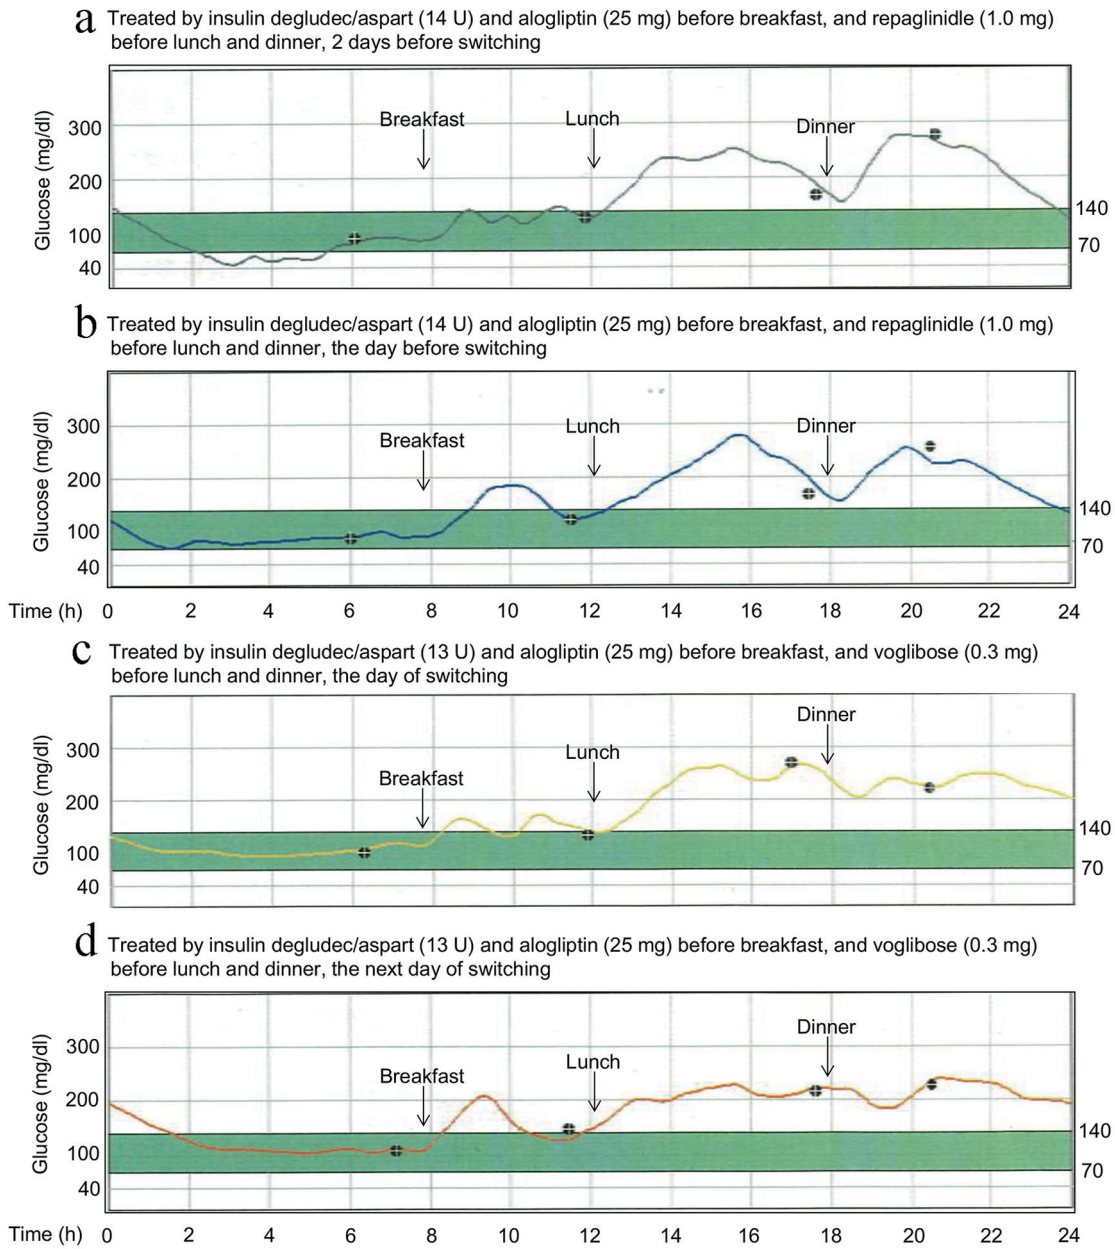 a Treated by insulin degludec/aspart (14 U) and alogliptin (25 mg) before breakfast, and repaglinidle (1.0 mg)
before lunch and dinner, 2 days before switching
Glucose (mg/dl)
300
200
100
40
Breakfast
Lunch
Dinner
140
70
b Treated by insulin degludec/aspart (14 U) and alogliptin (25 mg) before breakfast, and repaglinidle (1.0 mg)
before lunch and dinner, the day before switching
Glucose (mg/dl)
300
200
100
40
Breakfast
Lunch
Dinner
140
70
Time (h) 0 2 4 6 8 10 12 14 16 18 20 22 24
c Treated by insulin degludec/aspart (13 U) and alogliptin (25 mg) before breakfast, and voglibose (0.3 mg)
before lunch and dinner, the day of switching
Glucose (mg/dl)
300
200
100
40
Breakfast
Lunch
Dinner
140
70
d Treated by insulin degludec/aspart (13 U) and alogliptin (25 mg) before breakfast, and voglibose (0.3 mg)
before lunch and dinner, the next day of switching
Glucose (mg/dl)
300
200
100
40
Breakfast
Lunch
Dinner
140
70
Time (h) 0 2 4 6 8 10 12 14 16 18 20 22 24